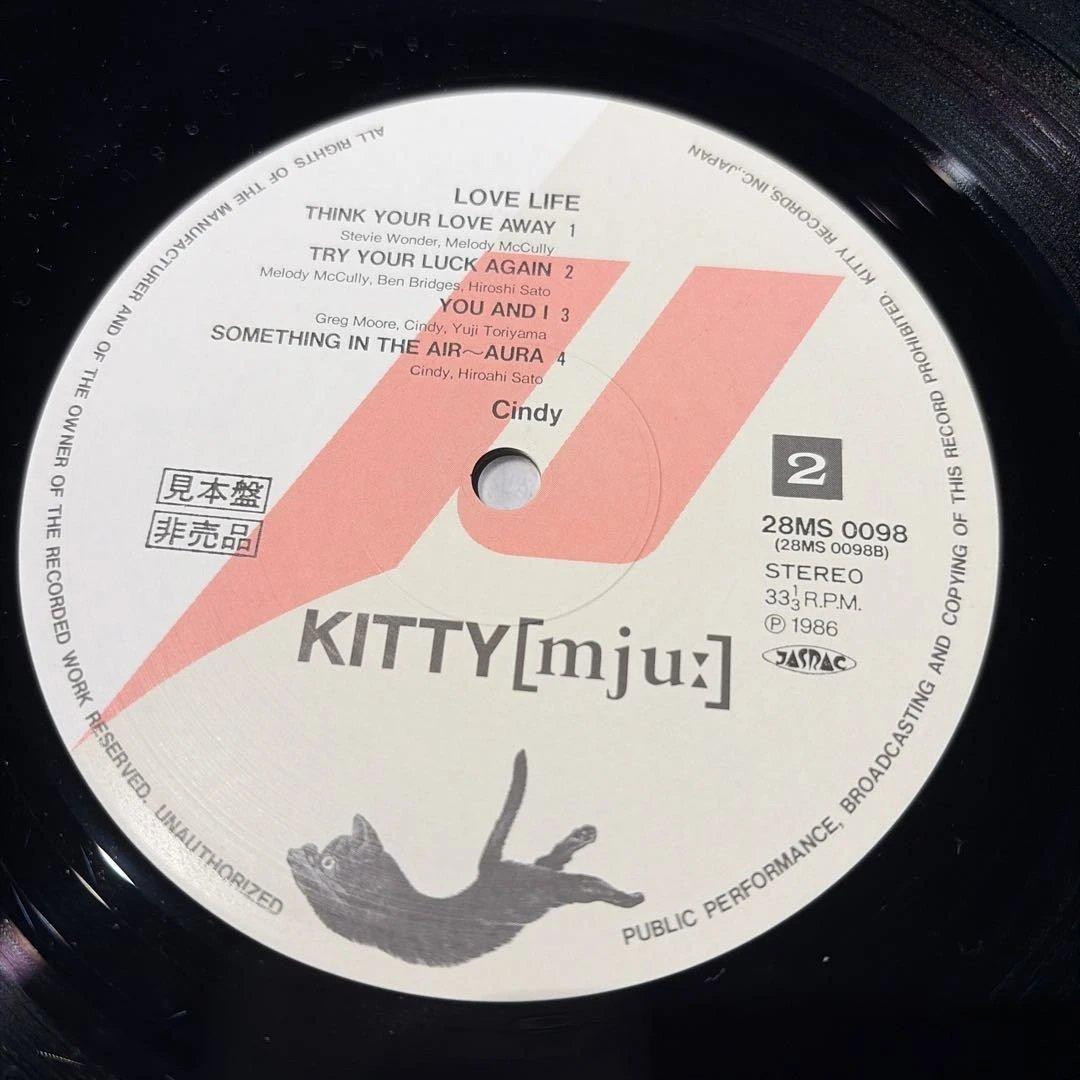 LOVE LIFE
THINK YOUR LOVE AWAY 1
Stevie Wonder, Melody McCully
TRY YOUR LUCK AGAIN 2
Melody McCully, Ben Bridges, Hiroshi Sato
YOU AND I 3
Greg Moore, Cindy, Yuji Toriyama
SOMETHING IN THE AIR～AURA 4
Cindy, Hiroahi Sato
Cindy
見本盤
非売品
2
28MS 0098
(28MS 0098B)
STEREO
33⅓ R.P.M.
Ⓟ 1986
JASRAC
KITTY[mju:]
ALL RIGHTS OF THE MANUFACTURER AND OF THE OWNER OF THE RECORDED WORK RESERVED. UNAUTHORIZED PUBLIC PERFORMANCE, BROADCASTING AND COPYING OF THIS RECORD PROHIBITED. KITTY RECORDS, INC. JAPAN